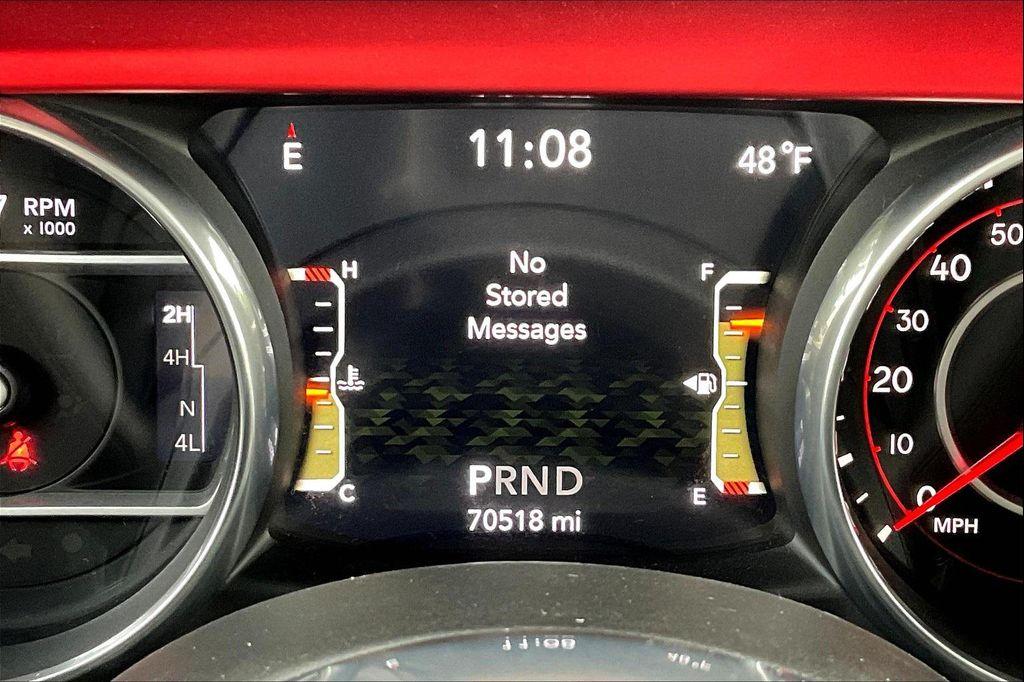 E
11:08
48°F
RPM
x 1000
H
No
Stored
Messages
F
2H
4H
N
4L
C
E
PRND
70518 mi
50
40
30
20
10
0
MPH